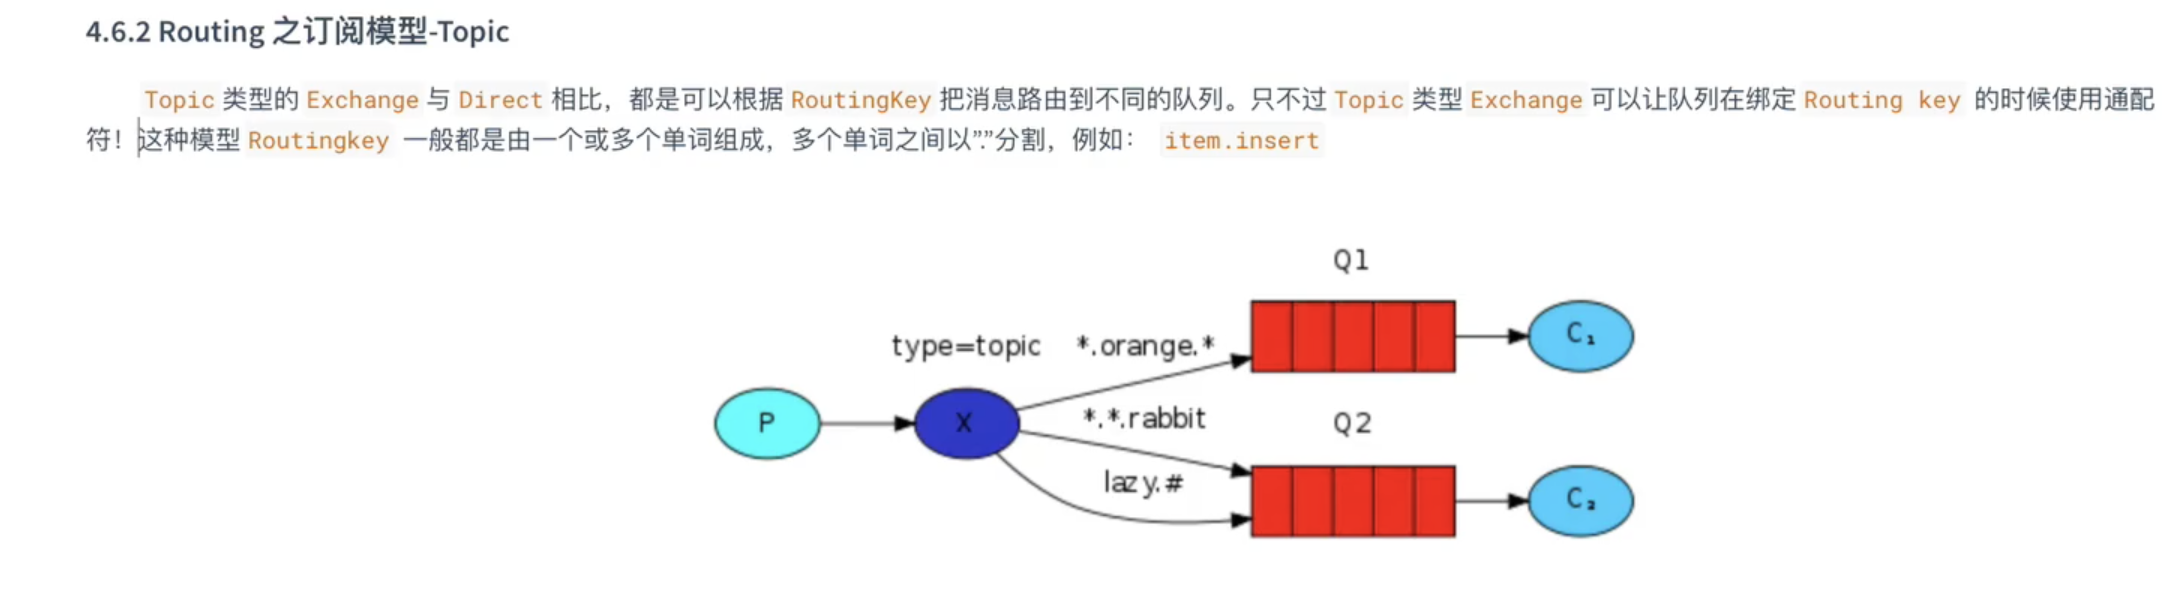 4.6.2 Routing 之订阅模型-Topic
Topic 类型的 Exchange 与 Direct 相比，都是可以根据 RoutingKey 把消息路由到不同的队列。只不过 Topic 类型 Exchange 可以让队列在绑定 Routing key 的时候使用通配
符！这种模型 Routingkey 一般都是由一个或多个单词组成，多个单词之间以”.”分割，例如： item.insert
Q1
type=topic *.orange.*
C₁
P
X
*.*.rabbit
Q2
lazy.#
C₂